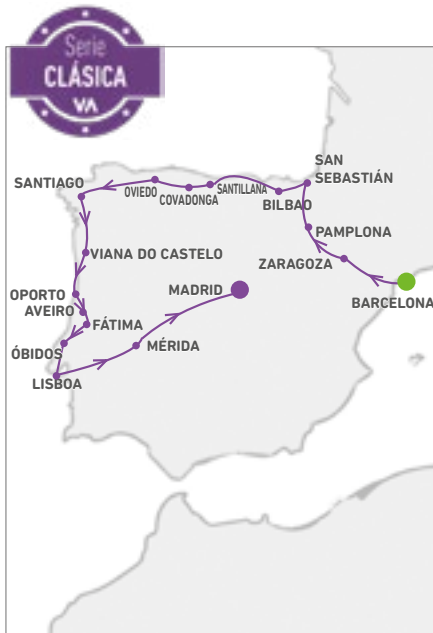 Serie
CLÁSICA
VA
SAN
SEBASTIÁN
SANTIAGO
OVIEDO
COVADONGA
SANTILLANA
BILBAO
PAMPLONA
VIANA DO CASTELO
ZARAGOZA
MADRID
BARCELONA
OPORTO
AVEIRO
FÁTIMA
ÓBIDOS
MÉRIDA
LISBOA